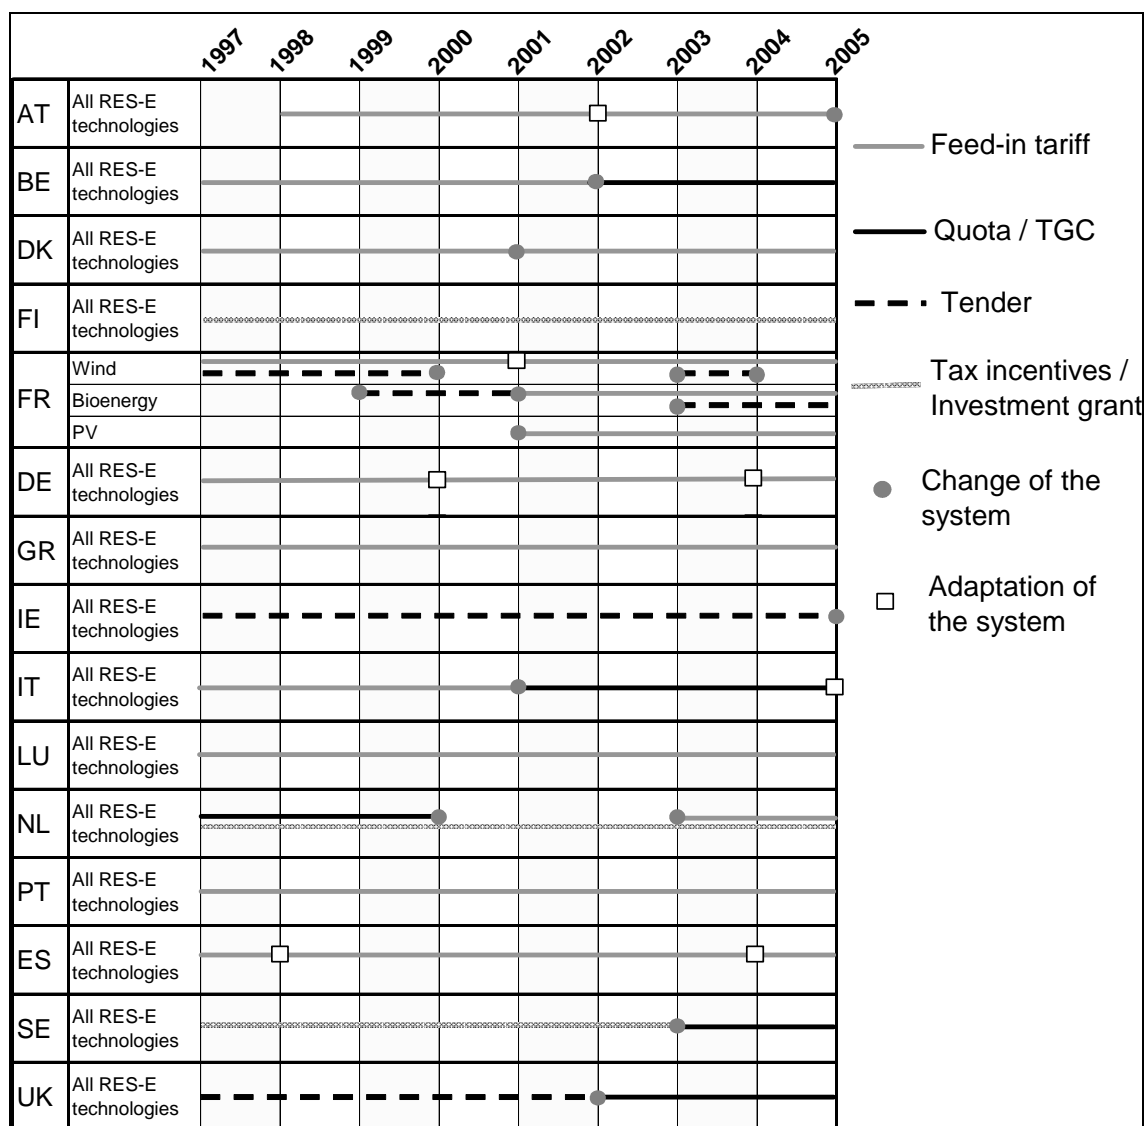 1997 1998 1999 2000 2001 2002 2003 2004 2005
AT
All RES-E
technologies
BE
All RES-E
technologies
DK
All RES-E
technologies
FI
All RES-E
technologies
FR
Wind
Bioenergy
PV
DE
All RES-E
technologies
GR
All RES-E
technologies
IE
All RES-E
technologies
IT
All RES-E
technologies
LU
All RES-E
technologies
NL
All RES-E
technologies
PT
All RES-E
technologies
ES
All RES-E
technologies
SE
All RES-E
technologies
UK
All RES-E
technologies
Feed-in tariff
Quota / TGC
Tender
Tax incentives /
Investment grant
Change of the
system
Adaptation of
the system